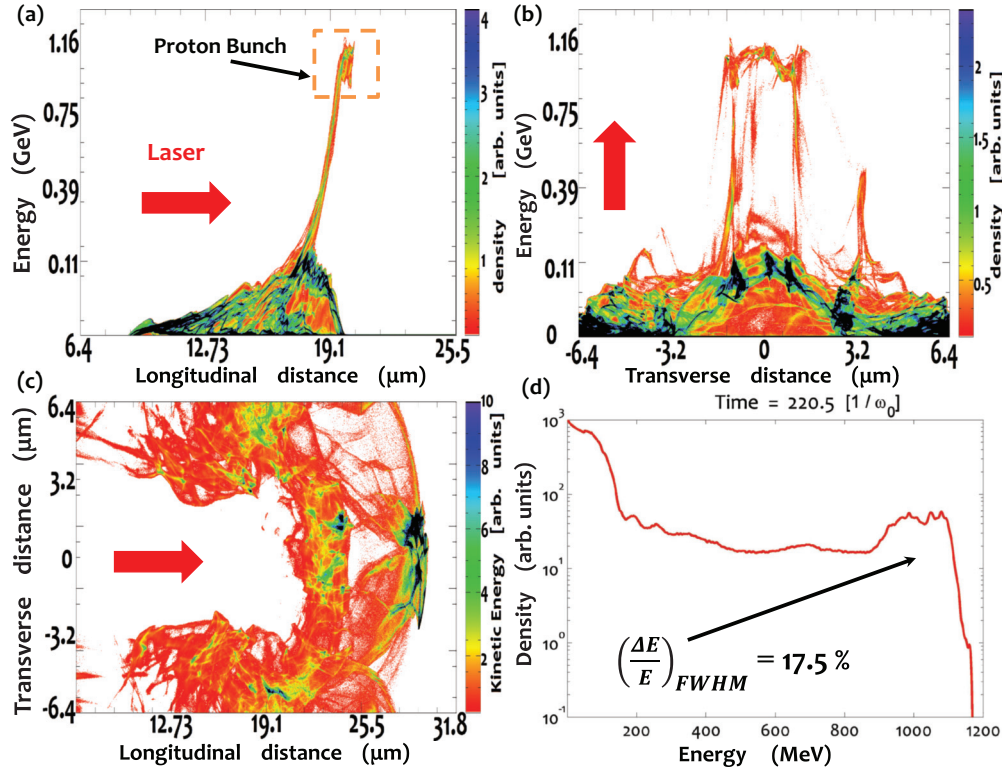 (a)
1.16
0.75
0.39
0.11
6.4
12.73
19.1
25.5
Energy (GeV)
Longitudinal distance (μm)
Proton Bunch
Laser
4
3
2
1
density [arb. units]
(b)
1.16
0.75
0.39
0.11
0
-6.4
-3.2
0
3.2
6.4
Energy (GeV)
Transverse distance (μm)
2
1.5
1
0.5
density [arb. units]
(c)
6.4
3.2
0
-3.2
-6.4
12.73
19.1
25.5
31.8
Transverse distance (μm)
Longitudinal distance (μm)
10
8
6
4
2
Kinetic Energy [arb. units]
(d)
Time = 220.5 [1/ω₀]
10³
10²
10¹
10⁰
10⁻¹
200
400
600
800
1000
1200
Density (arb. units)
Energy (MeV)
(ΔE/E)FWHM = 17.5 %